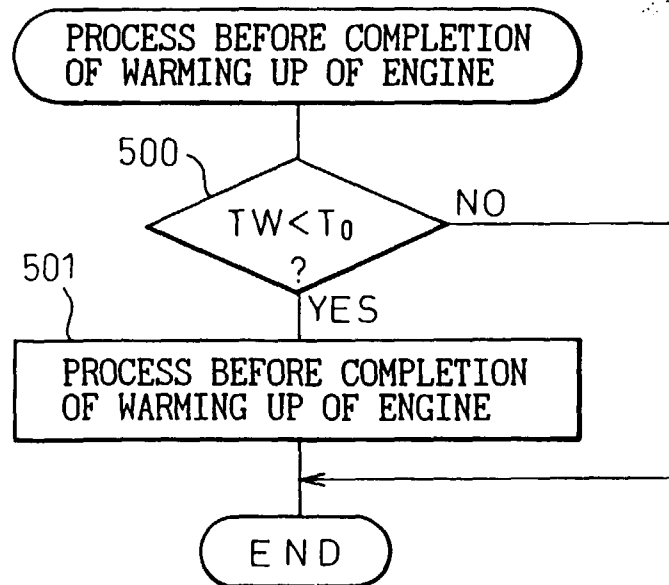 PROCESS BEFORE COMPLETION
OF WARMING UP OF ENGINE
500
TW<T₀
?
NO
YES
501
PROCESS BEFORE COMPLETION
OF WARMING UP OF ENGINE
END